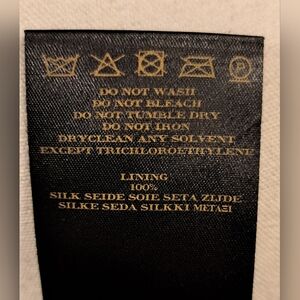 DO NOT WASH
DO NOT BLEACH
DO NOT TUMBLE DRY
DO NOT IRON
DRYCLEAN ANY SOLVENT
EXCEPT TRICHLOROETHYLENE
LINING
100%
SILK SEIDE SOIE SETA ZIJDE
SILKE SEDA SILKKI ΜΕΤΑΞΙ